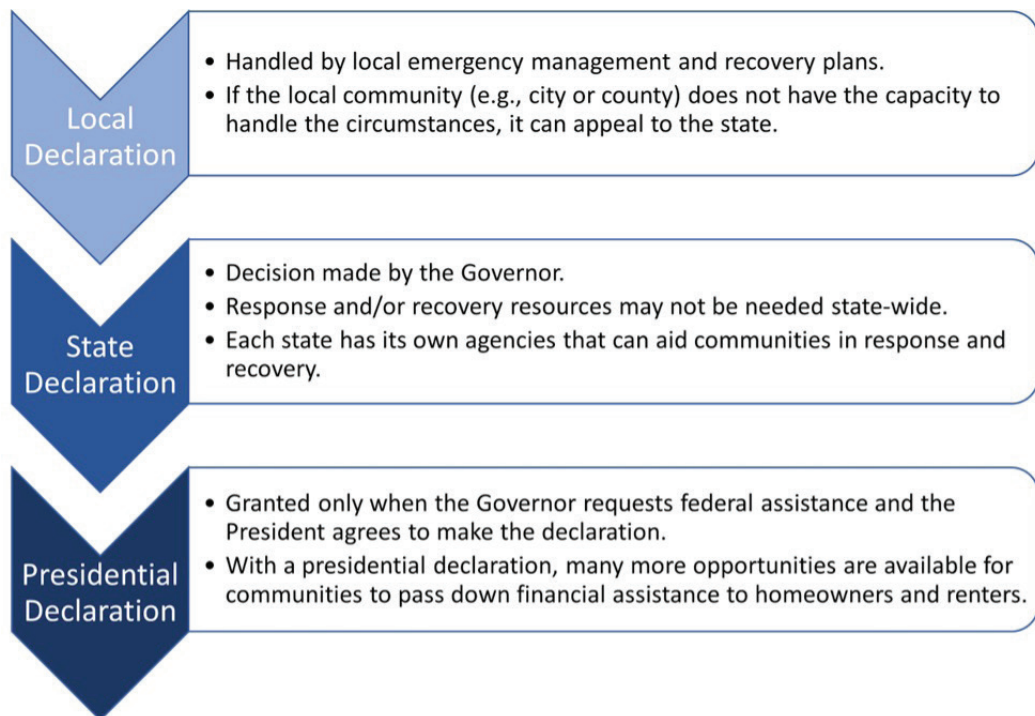 Local
Declaration
• Handled by local emergency management and recovery plans.
• If the local community (e.g., city or county) does not have the capacity to
handle the circumstances, it can appeal to the state.
State
Declaration
• Decision made by the Governor.
• Response and/or recovery resources may not be needed state-wide.
• Each state has its own agencies that can aid communities in response and
recovery.
Presidential
Declaration
• Granted only when the Governor requests federal assistance and the
President agrees to make the declaration.
• With a presidential declaration, many more opportunities are available for
communities to pass down financial assistance to homeowners and renters.